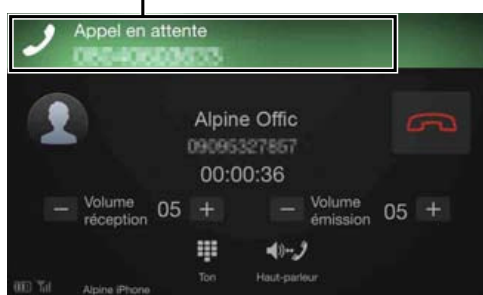 Appel en attente
Alpine Offic
00:00:36
Volume réception 05
Volume émission 05
Ton
Haut-parleur
Alpine iPhone